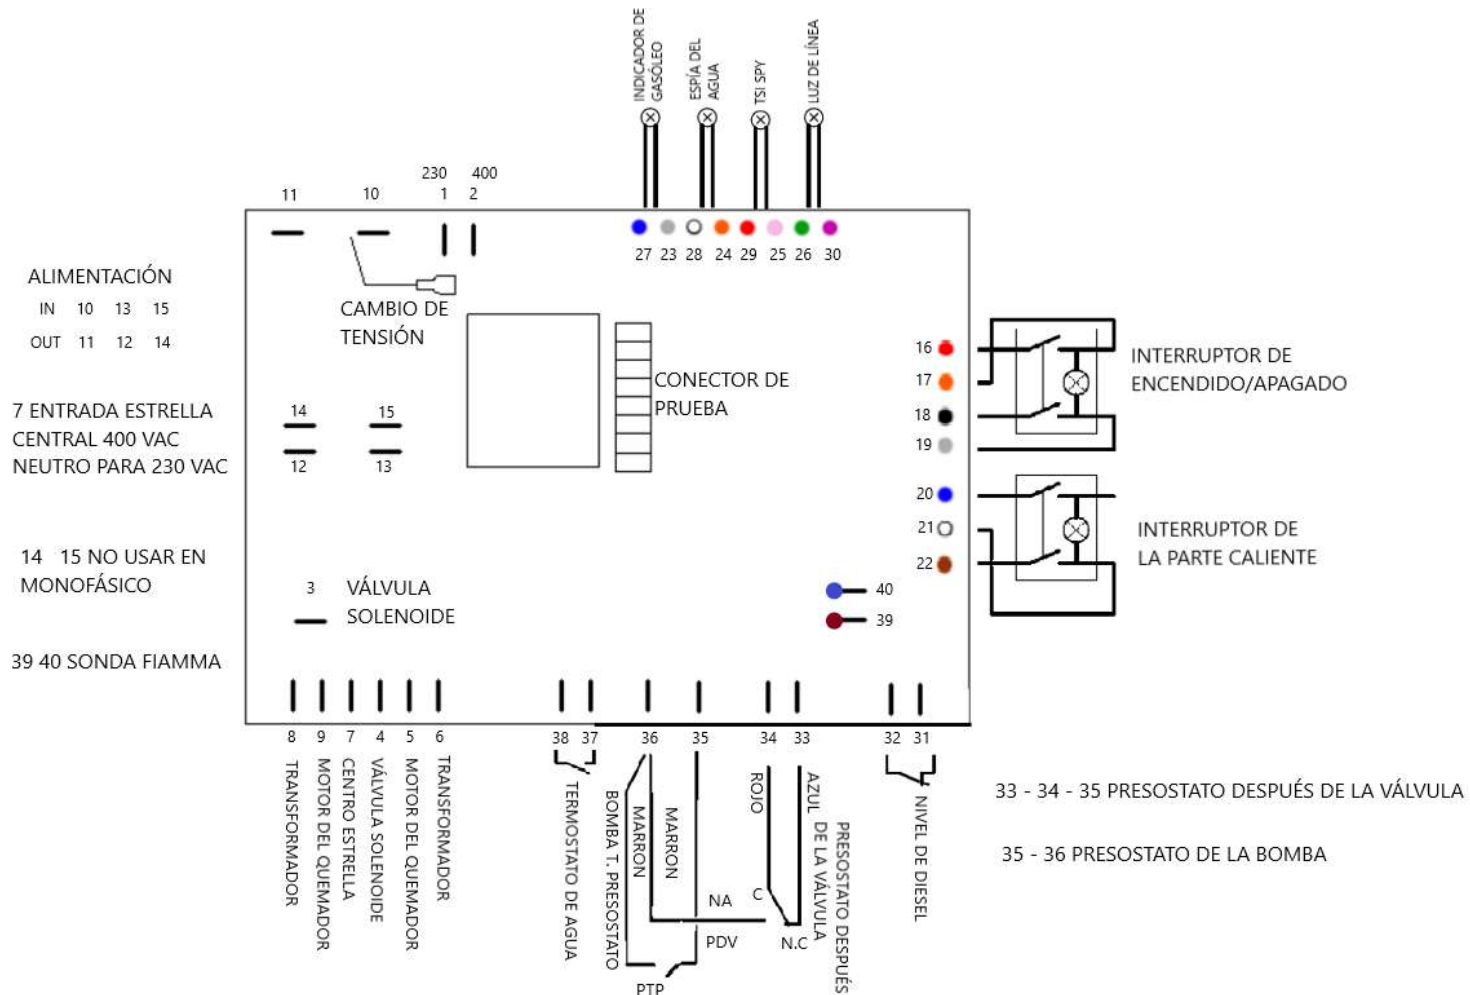 INDICADOR DE
GASÓLEO
ESPÍA DEL
AGUA
TSI SPY
LUZ DE LÍNEA
230 400
11 10 1 2
27 23 28 24 29 25 26 30
ALIMENTACIÓN
IN 10 13 15
OUT 11 12 14
CAMBIO DE
TENSIÓN
CONECTOR DE
PRUEBA
7 ENTRADA ESTRELLA
CENTRAL 400 VAC
NEUTRO PARA 230 VAC
14 15
12 13
16
17
18
19
INTERRUPTOR DE
ENCENDIDO/APAGADO
20
21
22
INTERRUPTOR DE
LA PARTE CALIENTE
14 15 NO USAR EN
MONOFÁSICO
3 VÁLVULA
SOLENOIDE
40
39
39 40 SONDA FIAMMA
8 9 7 4 5 6 38 37 36 35 34 33 32 31
TRANSFORMADOR
MOTOR DEL QUEMADOR
CENTRO ESTRELLA
VÁLVULA SOLENOIDE
MOTOR DEL QUEMADOR
TRANSFORMADOR
TERMOSTATO DE AGUA
BOMBA T. PRESOSTATO
MARRON
MARRON
ROJO
AZUL
PRESOSTATO DESPUÉS
DE LA VÁLVULA
NIVEL DE DIESEL
NA
PDV
C
N.C
PTP
33 - 34 - 35 PRESOSTATO DESPUÉS DE LA VÁLVULA
35 - 36 PRESOSTATO DE LA BOMBA